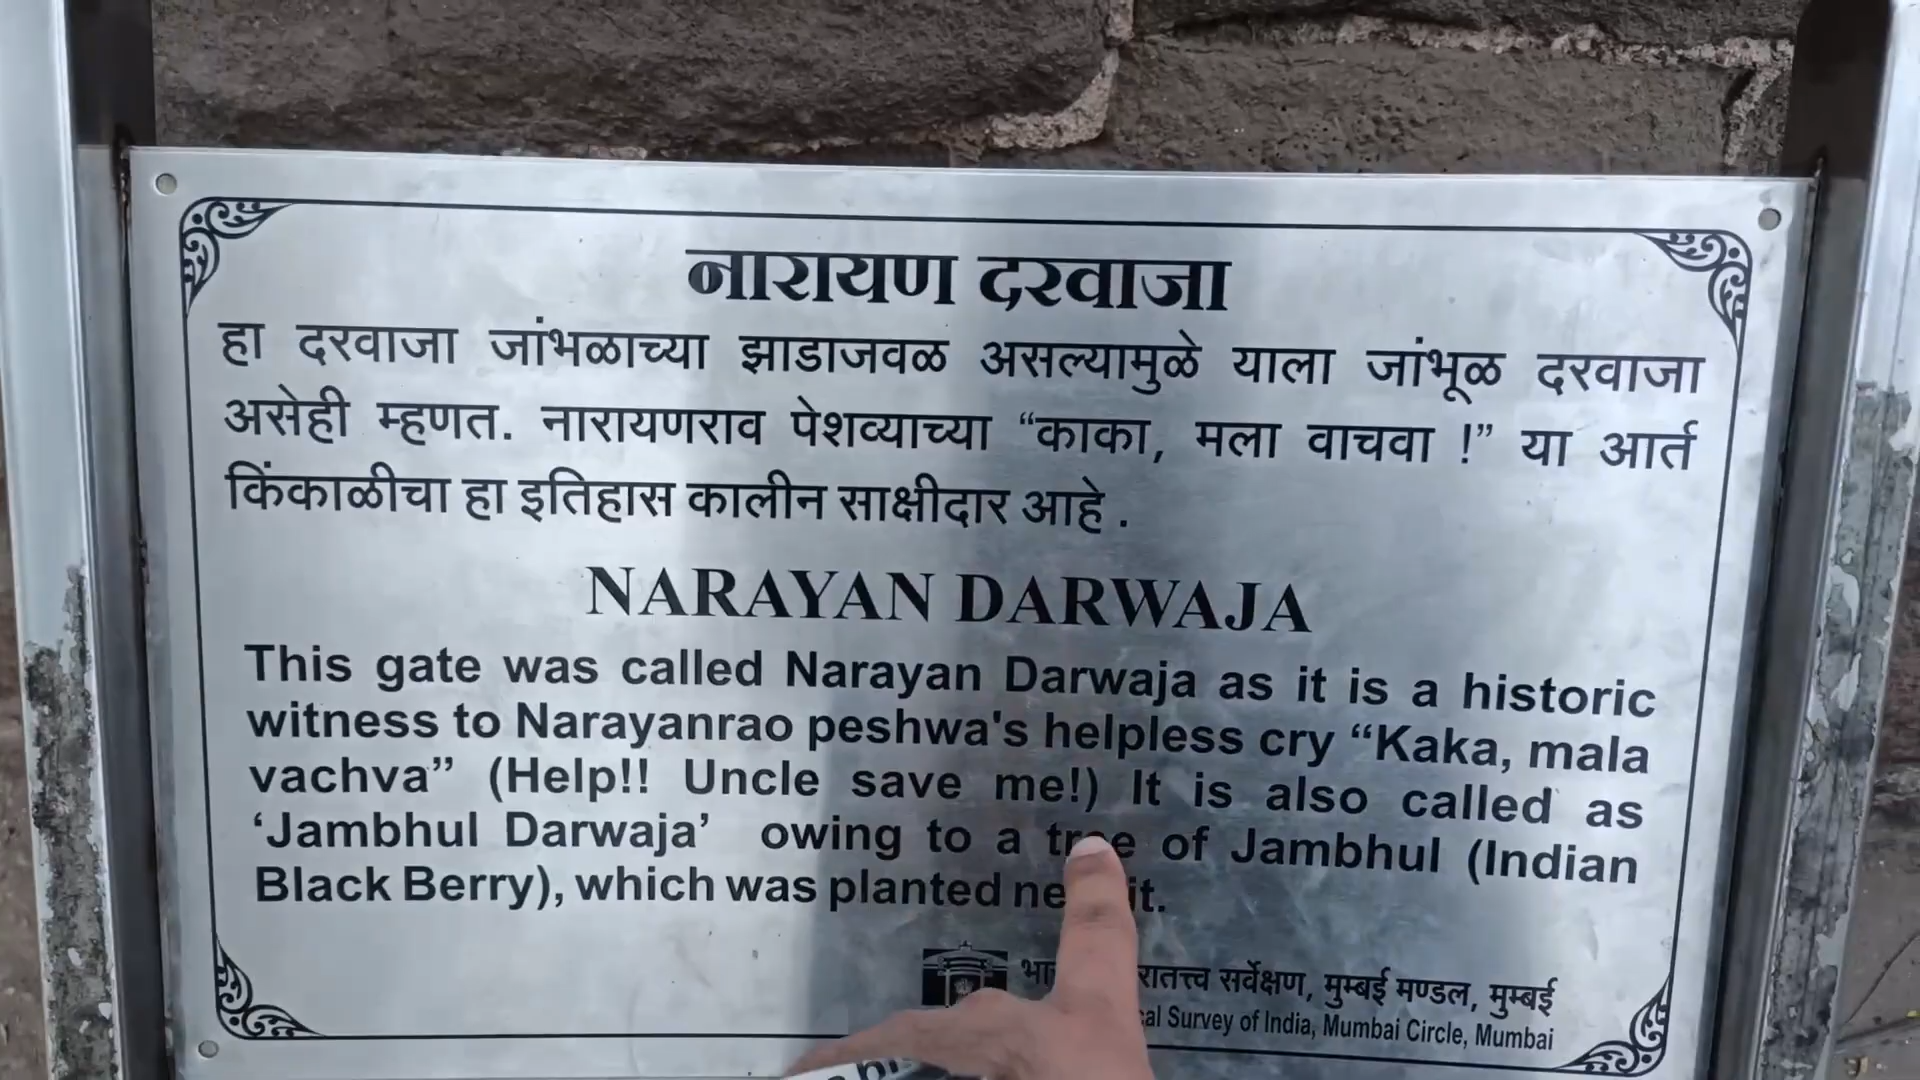 नारायण दरवाजा
हा दरवाजा जांभळाच्या झाडाजवळ असल्यामुळे याला जांभूळ दरवाजा
असेही म्हणत. नारायणराव पेशव्याच्या “काका, मला वाचवा !” या आर्त
किंकाळीचा हा इतिहास कालीन साक्षीदार आहे .
NARAYAN DARWAJA
This gate was called Narayan Darwaja as it is a historic
witness to Narayanrao peshwa's helpless cry “Kaka, mala
vachva” (Help!! Uncle save me!) It is also called as
‘Jambhul Darwaja’ owing to a tree of Jambhul (Indian
Black Berry), which was planted it.
सर्वेक्षण, मुम्बई मण्डल, मुम्बई
Survey of India, Mumbai Circle, Mumbai